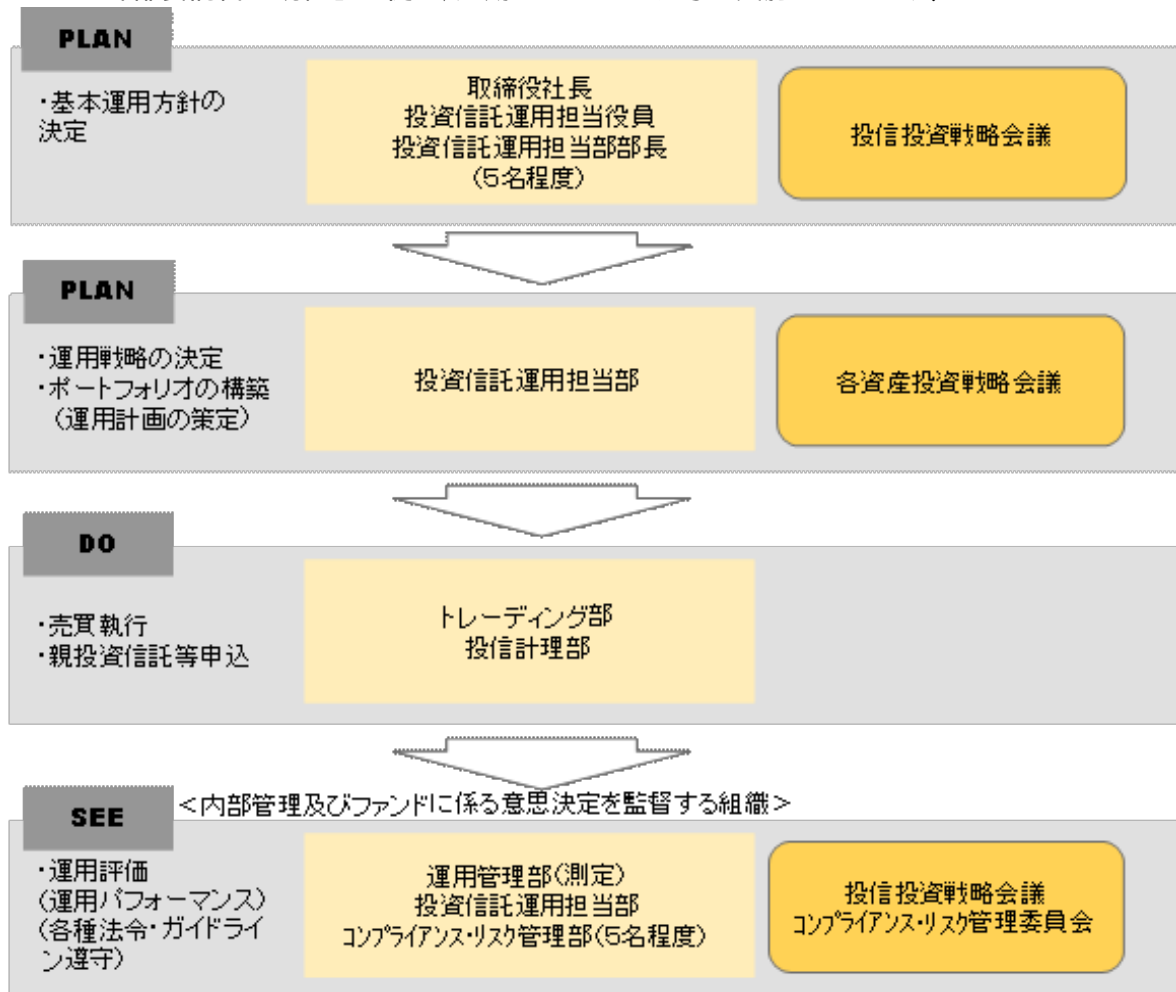 PLAN
・基本運用方針の
決定
取締役社長
投資信託運用担当役員
投資信託運用担当部部長
(5名程度)
投信投資戦略会議
PLAN
・運用戦略の決定
・ポートフォリオの構築
(運用計画の策定)
投資信託運用担当部
各資産投資戦略会議
DO
・売買執行
・親投資信託等申込
トレーディング部
投信計理部
SEE
＜内部管理及びファンドに係る意思決定を監督する組織＞
・運用評価
(運用パフォーマンス)
(各種法令・ガイドライ
ン遵守)
運用管理部(測定)
投資信託運用担当部
コンプライアンス・リスク管理部(5名程度)
投信投資戦略会議
コンプライアンス・リスク管理委員会